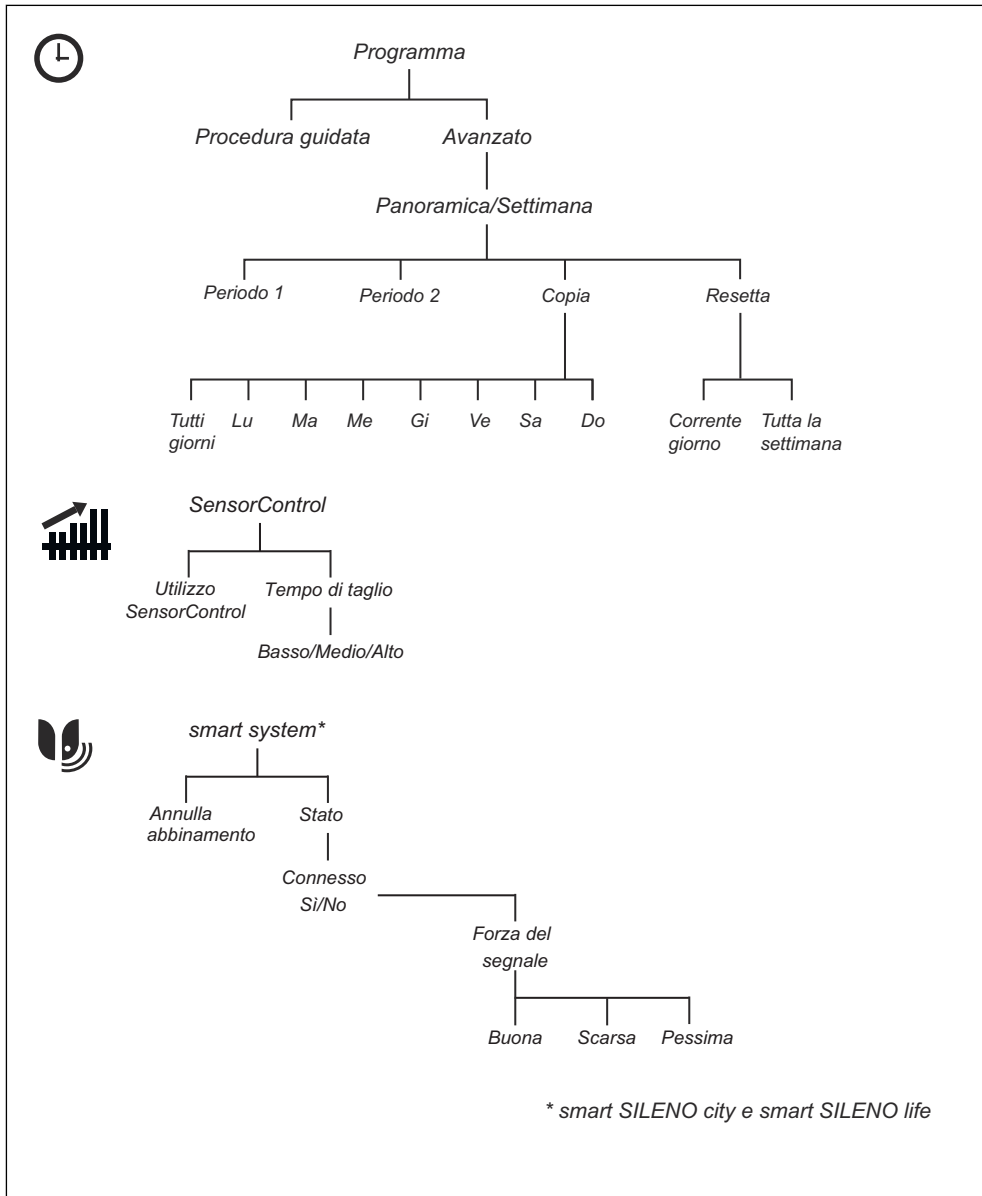 Programma
Procedura guidata
Avanzato
Panoramica/Settimana
Periodo 1
Periodo 2
Copia
Resetta
Tutti
giorni
Lu
Ma
Me
Gi
Ve
Sa
Do
Corrente
giorno
Tutta la
settimana
SensorControl
Utilizzo
SensorControl
Tempo di taglio
Basso/Medio/Alto
smart system*
Annulla
abbinamento
Stato
Connesso
Sì/No
Forza del
segnale
Buona
Scarsa
Pessima
* smart SILENO city e smart SILENO life